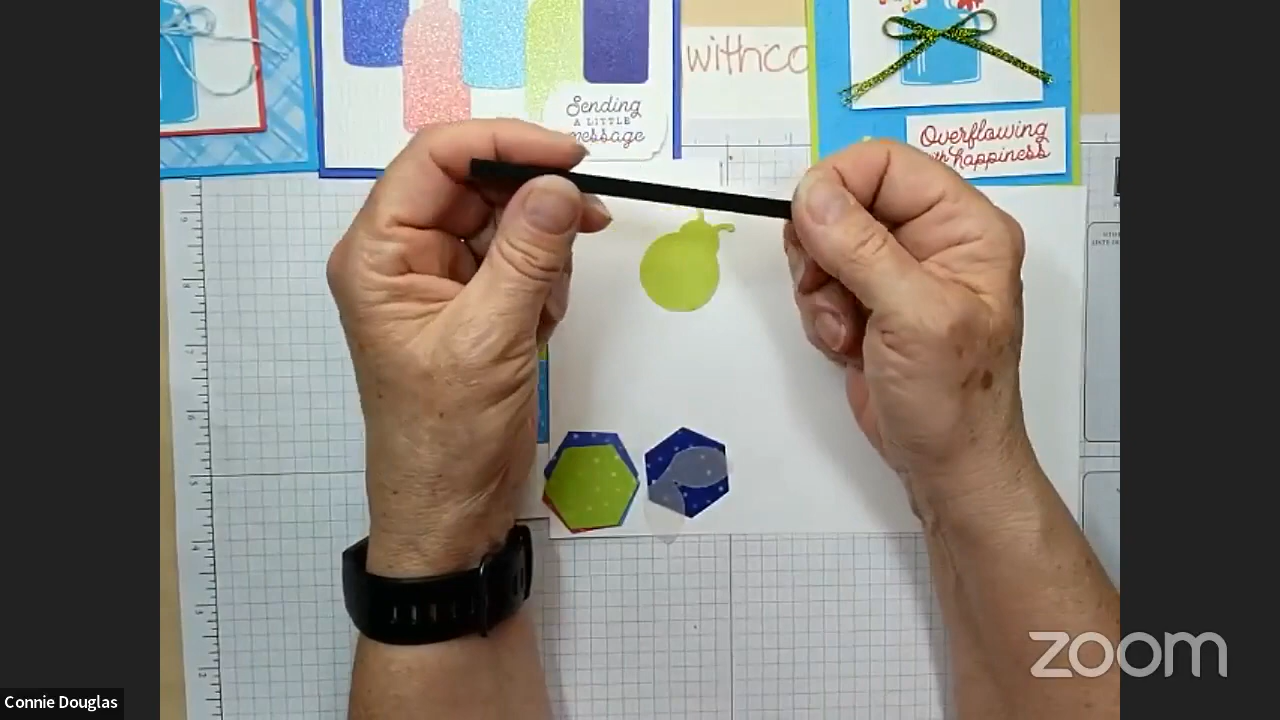 Sending
A LITTLE
message
withco
Overflowing
with happiness
zoom
Connie Douglas